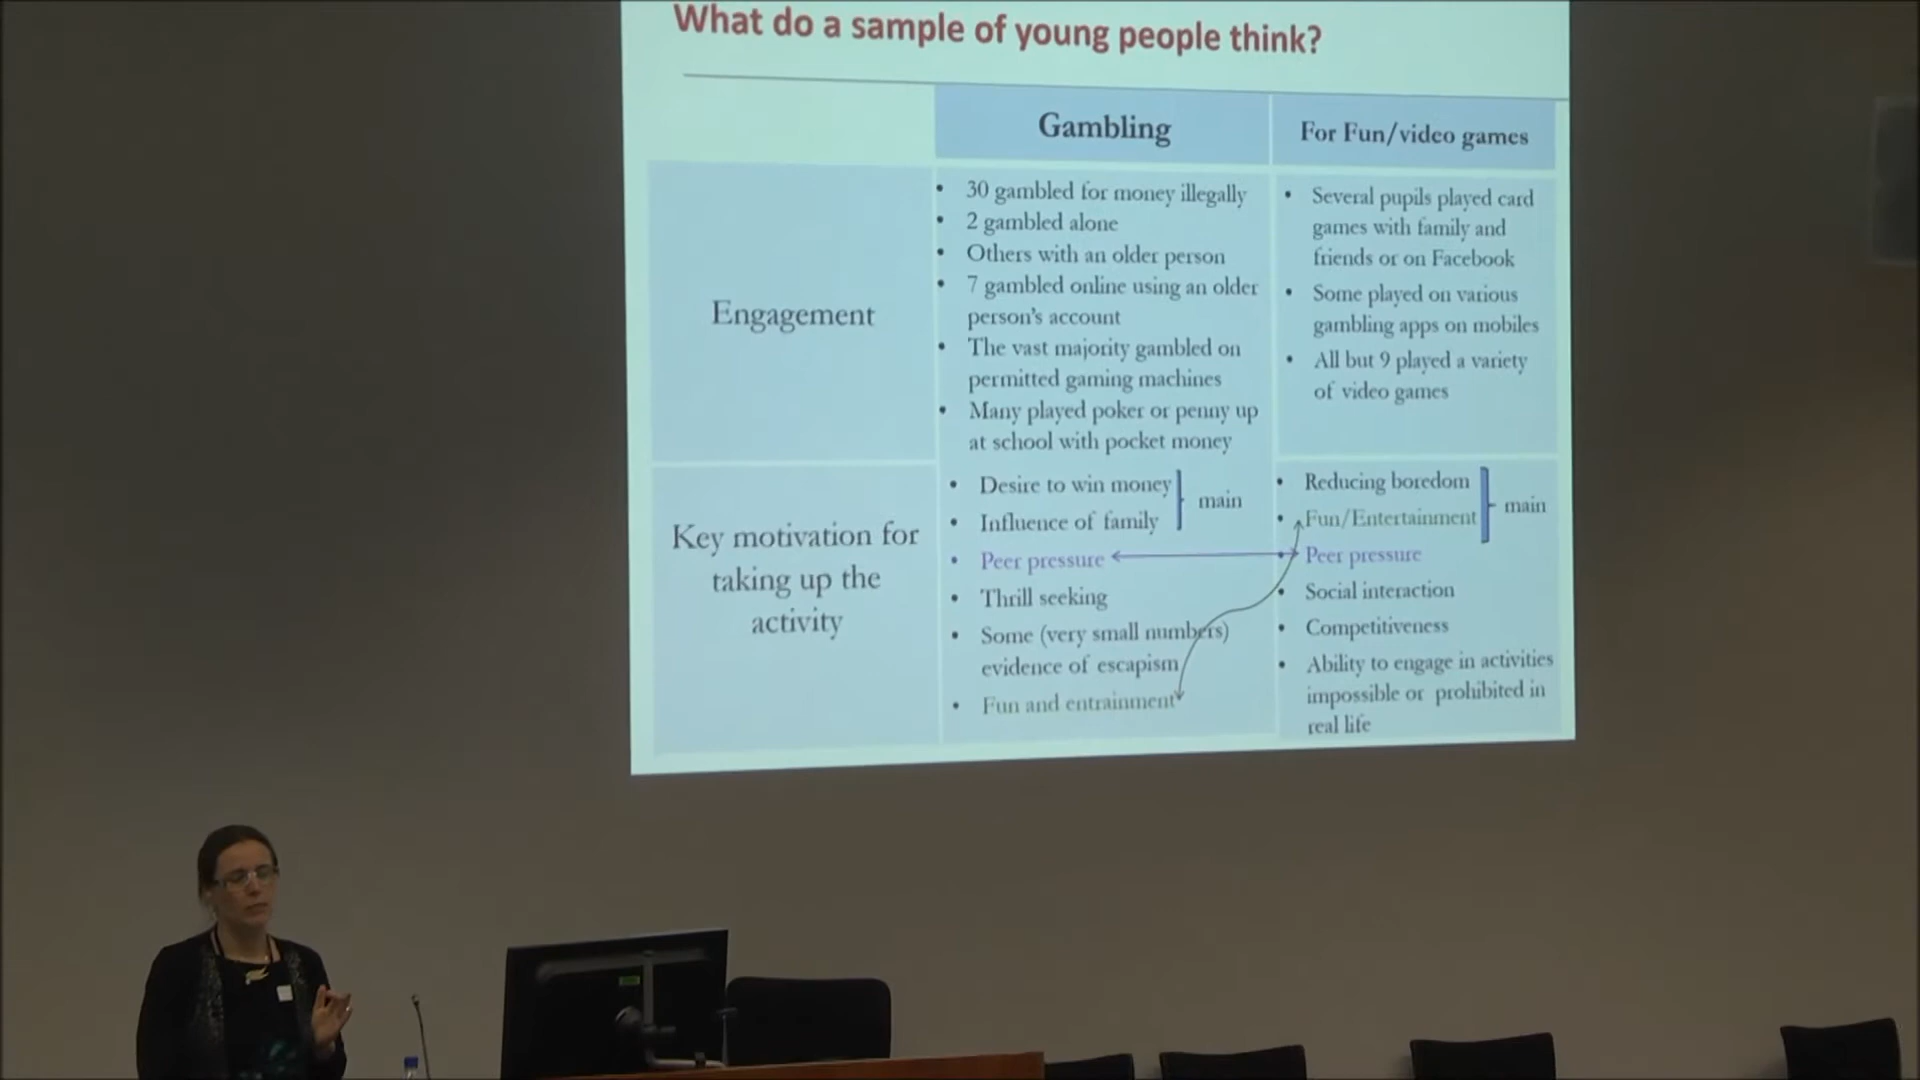 What do a sample of young people think?
Gambling
For Fun/video games
Engagement
• 30 gambled for money illegally
• 2 gambled alone
• Others with an older person
• 7 gambled online using an older
person's account
• The vast majority gambled on
permitted gaming machines
• Many played poker or penny up
at school with pocket money
• Several pupils played card
games with family and
friends or on Facebook
• Some played on various
gambling apps on mobiles
• All but 9 played a variety
of video games
Key motivation for
taking up the
activity
• Desire to win money
• Influence of family
main
• Peer pressure
• Thrill seeking
• Some (very small numbers)
evidence of escapism
• Fun and entrainment
• Reducing boredom
• Fun/Entertainment
main
• Peer pressure
• Social interaction
• Competitiveness
• Ability to engage in activities
impossible or prohibited in
real life